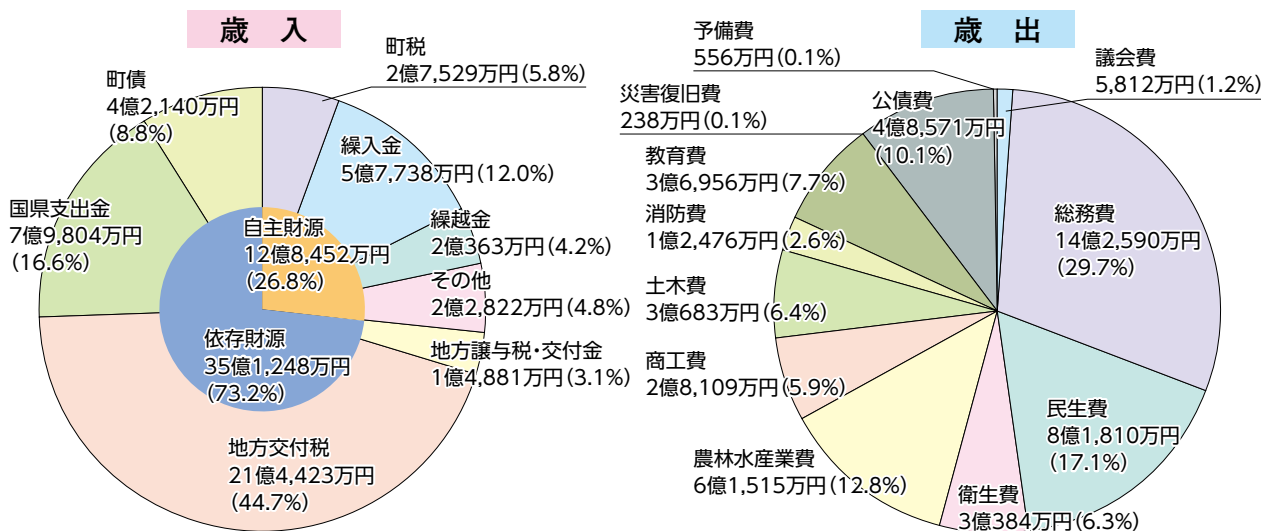 歳入
町税
2億7,529万円(5.8%)
繰入金
5億7,738万円(12.0%)
繰越金
2億363万円(4.2%)
その他
2億2,822万円(4.8%)
地方譲与税・交付金
1億4,881万円(3.1%)
地方交付税
21億4,423万円
(44.7%)
国県支出金
7億9,804万円
(16.6%)
町債
4億2,140万円
(8.8%)
自主財源
12億8,452万円
(26.8%)
依存財源
35億1,248万円
(73.2%)
歳出
議会費
5,812万円(1.2%)
総務費
14億2,590万円
(29.7%)
民生費
8億1,810万円
(17.1%)
衛生費
3億384万円(6.3%)
農林水産業費
6億1,515万円(12.8%)
商工費
2億8,109万円(5.9%)
土木費
3億683万円(6.4%)
消防費
1億2,476万円(2.6%)
教育費
3億6,956万円(7.7%)
災害復旧費
238万円(0.1%)
公債費
4億8,571万円
(10.1%)
予備費
556万円(0.1%)